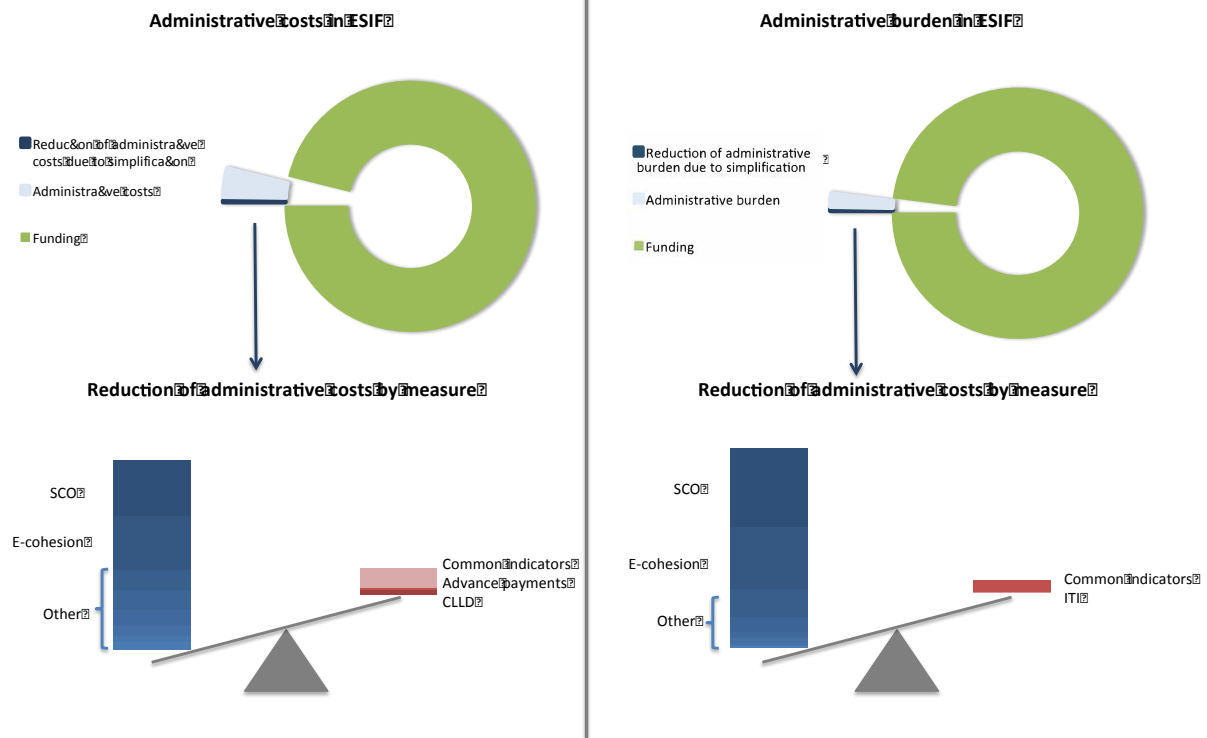 Administrative costs in ESIF
Reduc&on of administra&ve
costs due to simplifica&on
Administra&ve costs
Funding
Reduction of administrative costs by measure
SCO
E-cohesion
Other
Common indicators
Advance payments
CLLD
Administrative burden in ESIF
Reduction of administrative
burden due to simplification
Administrative burden
Funding
Reduction of administrative costs by measure
SCO
E-cohesion
Other
Common indicators
ITI